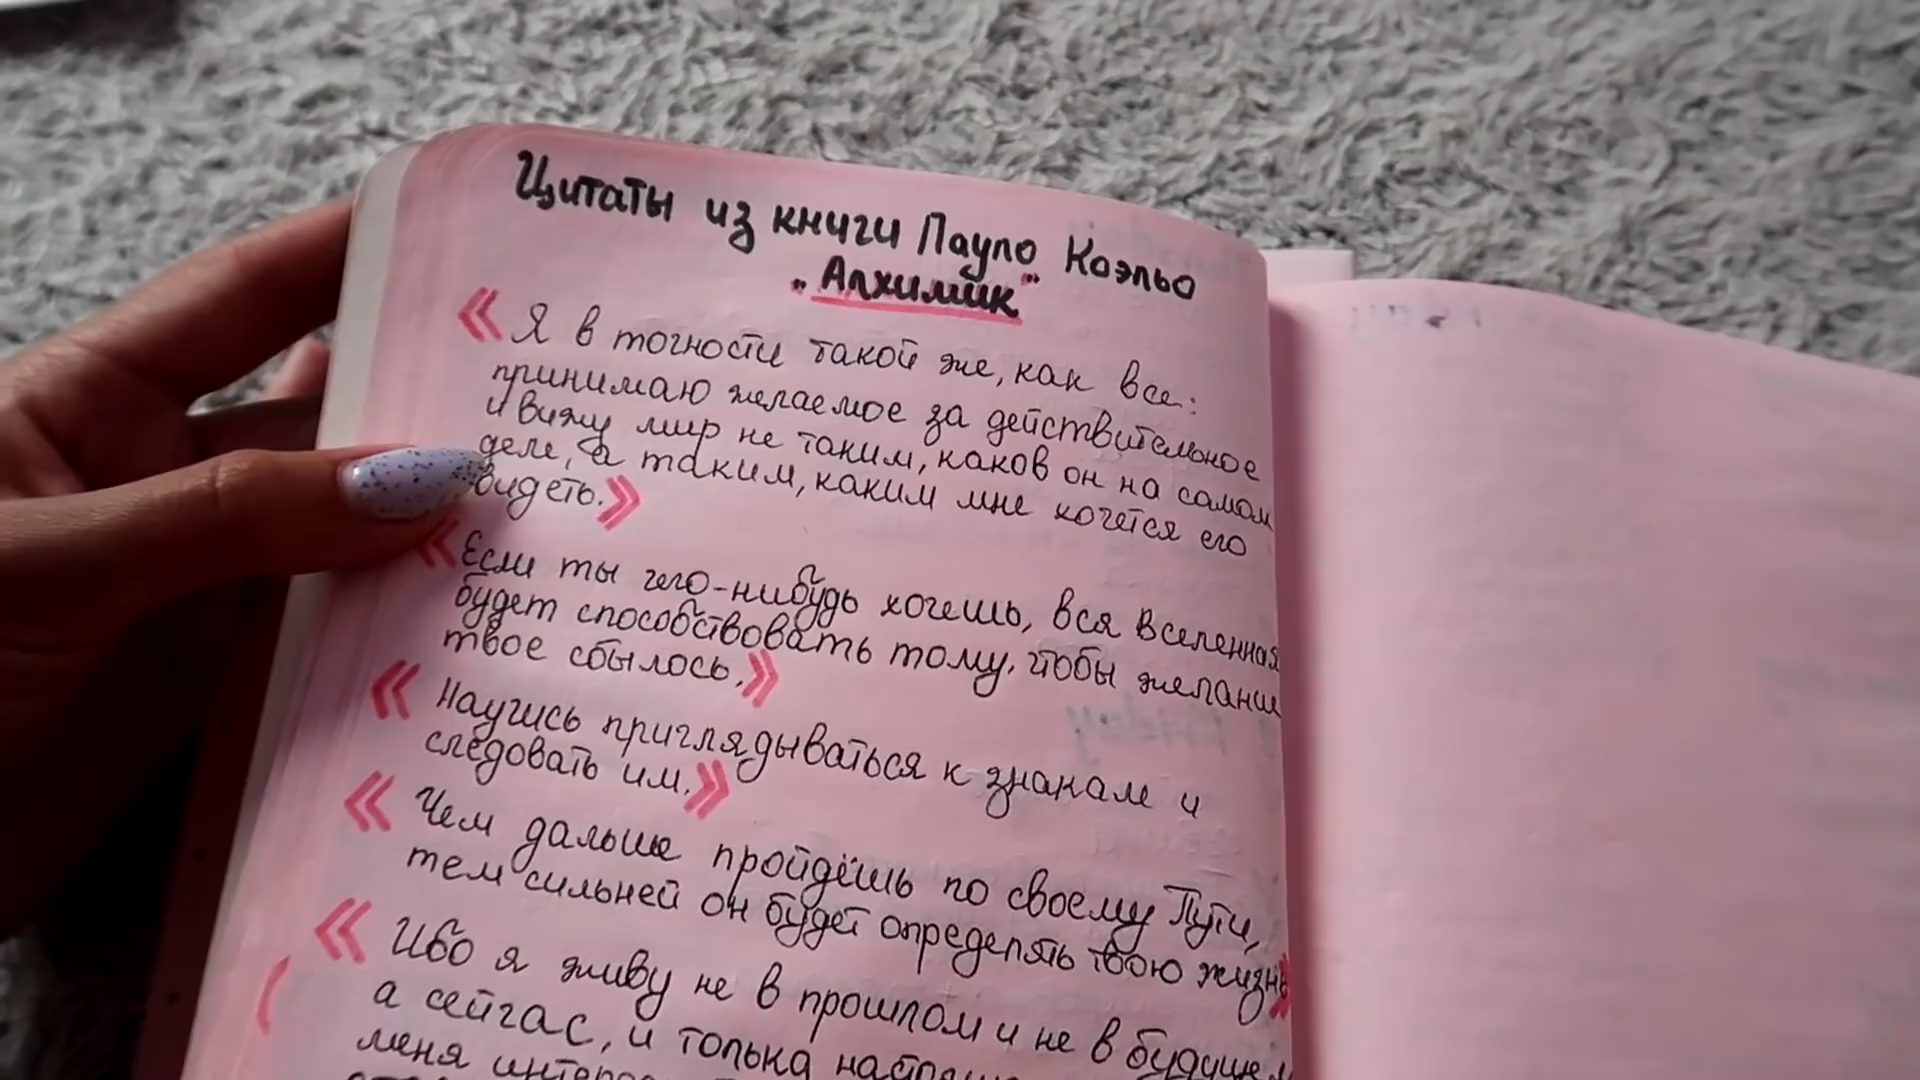 Цитаты из книги Пауло Коэльо
"Алхимик"
«Я в точности такой же, как все:
принимаю желаемое за действительное
и вижу мир не таким, каков он на самом
деле, а таким, каким мне хочется его
видеть.»
«Если ты чего-нибудь хочешь, вся вселенная
будет способствовать тому, чтобы желание
твое сбылось.»
«Научись приглядываться к знакам и
следовать им.»
«Чем дальше пройдёшь по своему Пути,
тем сильней он будет определять твою жизнь»
«Ибо я живу не в прошлом и не в будущем
а сейчас, и только
меня